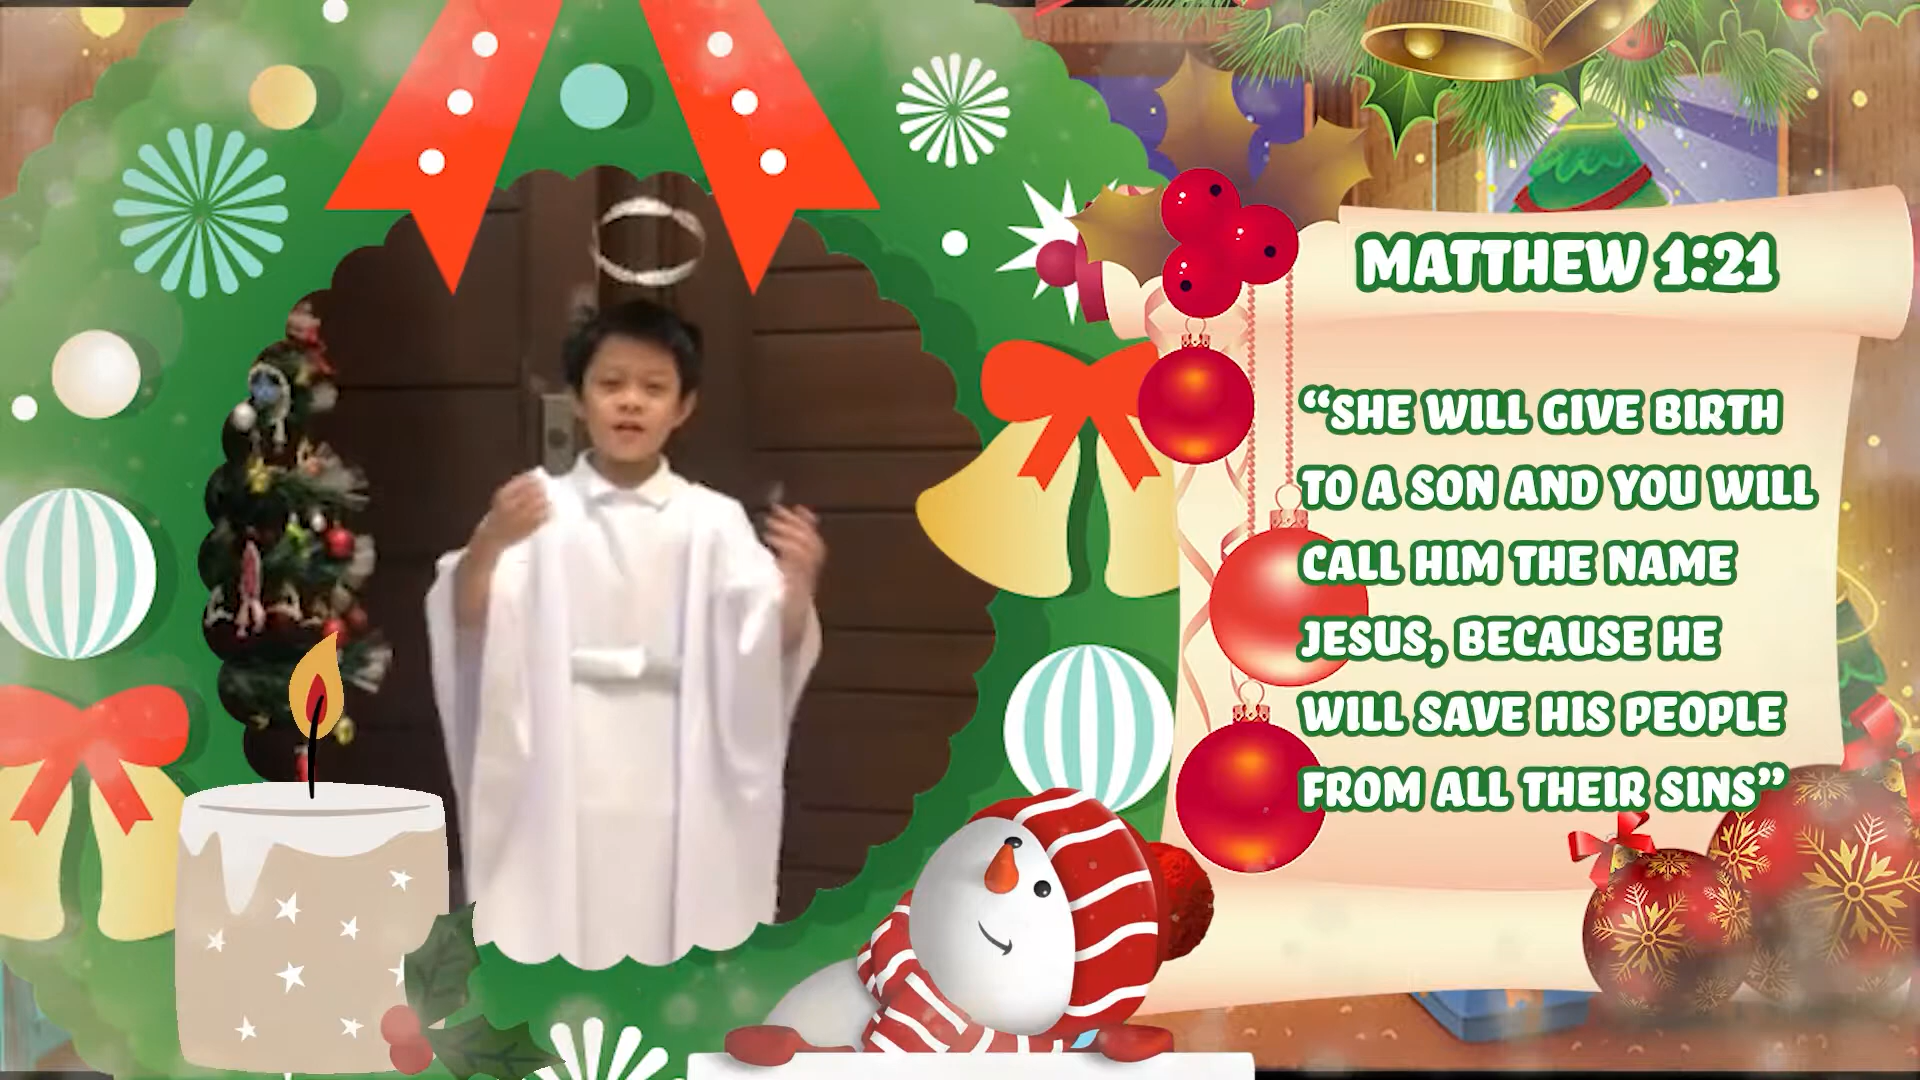 MATTHEW 1:21
“SHE WILL GIVE BIRTH
TO A SON AND YOU WILL
CALL HIM THE NAME
JESUS, BECAUSE HE
WILL SAVE HIS PEOPLE
FROM ALL THEIR SINS”